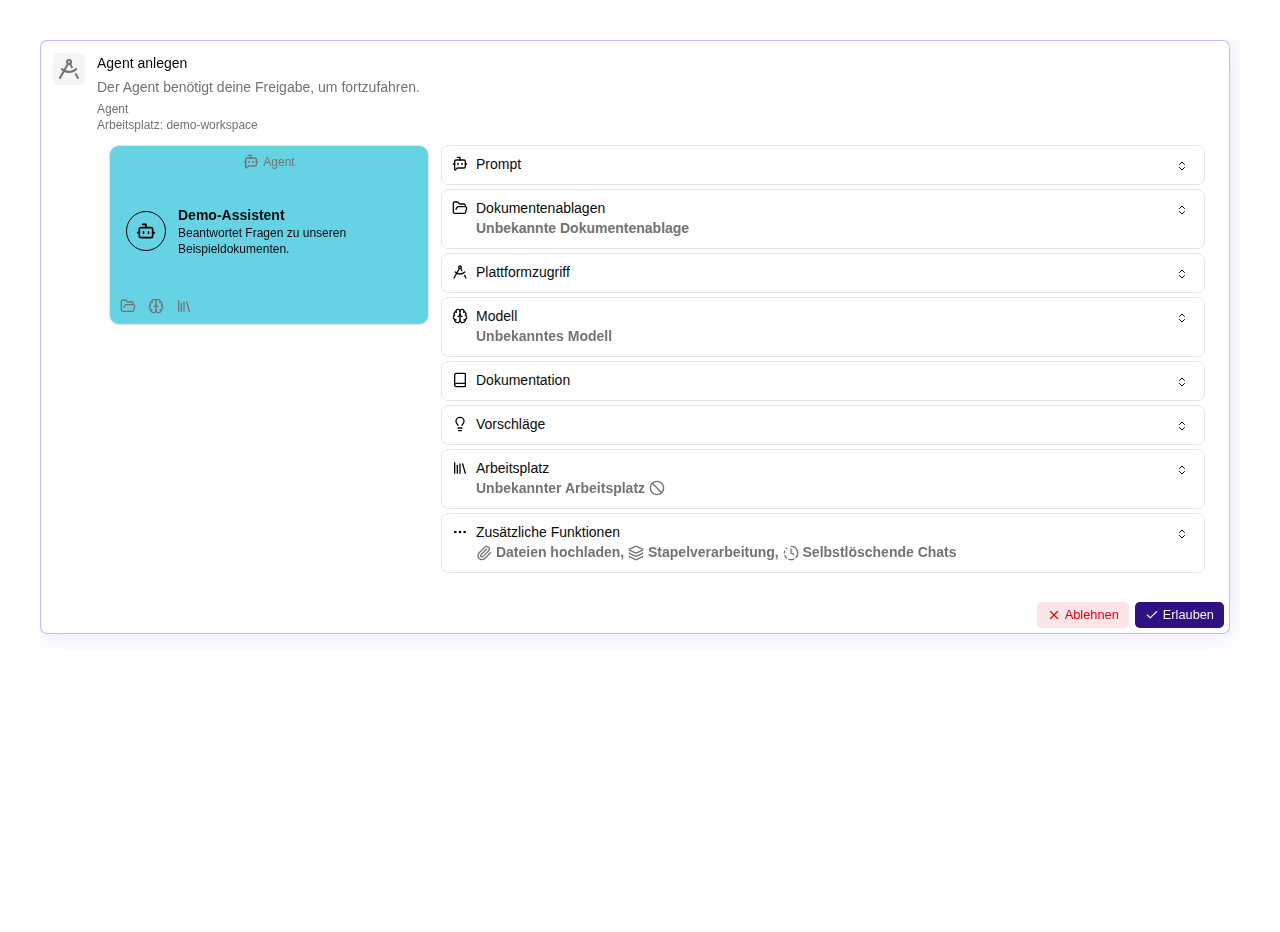 Agent anlegen
Der Agent benötigt deine Freigabe, um fortzufahren.
Agent
Arbeitsplatz: demo-workspace
Agent
Demo-Assistent
Beantwortet Fragen zu unseren
Beispieldokumenten.
Prompt
Dokumentenablagen
Unbekannte Dokumentenablage
Plattformzugriff
Modell
Unbekanntes Modell
Dokumentation
Vorschläge
Arbeitsplatz
Unbekannter Arbeitsplatz
Zusätzliche Funktionen
Dateien hochladen, Stapelverarbeitung, Selbstlöschende Chats
Ablehnen
Erlauben